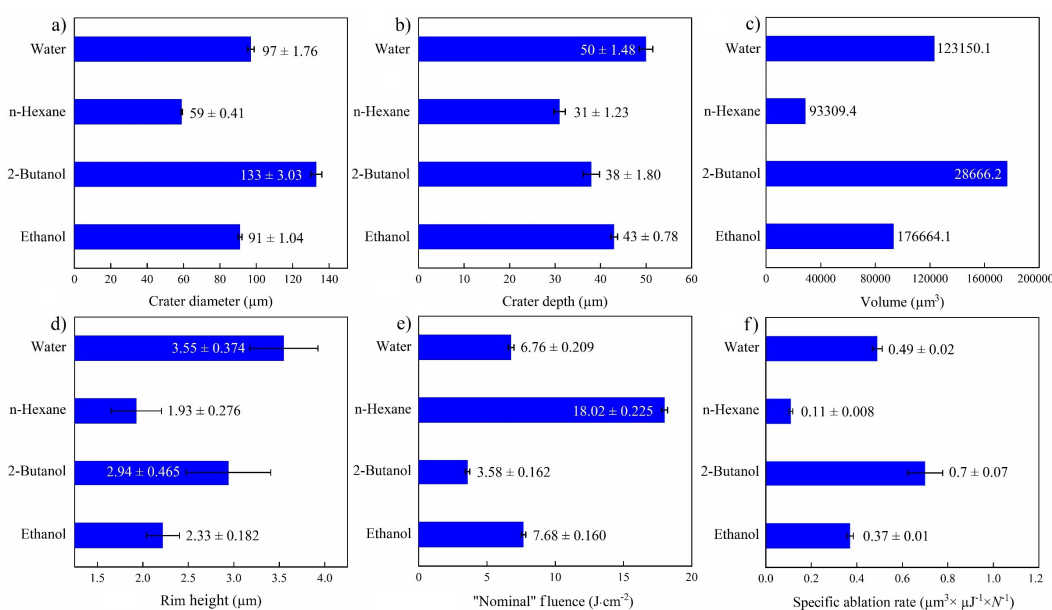 a)
Water
97 ± 1.76
n-Hexane
59 ± 0.41
2-Butanol
133 ± 3.03
Ethanol
91 ± 1.04
0 20 40 60 80 100 120 140
Crater diameter (µm)
b)
Water
50 ± 1.48
n-Hexane
31 ± 1.23
2-Butanol
38 ± 1.80
Ethanol
43 ± 0.78
0 10 20 30 40 50 60
Crater depth (µm)
c)
Water
123150.1
n-Hexane
93309.4
2-Butanol
28666.2
Ethanol
176664.1
0 40000 80000 120000 160000 200000
Volume (µm³)
d)
Water
3.55 ± 0.374
n-Hexane
1.93 ± 0.276
2-Butanol
2.94 ± 0.465
Ethanol
2.33 ± 0.182
1.5 2.0 2.5 3.0 3.5 4.0
Rim height (µm)
e)
Water
6.76 ± 0.209
n-Hexane
18.02 ± 0.225
2-Butanol
3.58 ± 0.162
Ethanol
7.68 ± 0.160
0 5 10 15 20
"Nominal" fluence (J·cm⁻²)
f)
Water
0.49 ± 0.02
n-Hexane
0.11 ± 0.008
2-Butanol
0.7 ± 0.07
Ethanol
0.37 ± 0.01
0.0 0.2 0.4 0.6 0.8 1.0 1.2
Specific ablation rate (µm³× µJ⁻¹×N⁻¹)